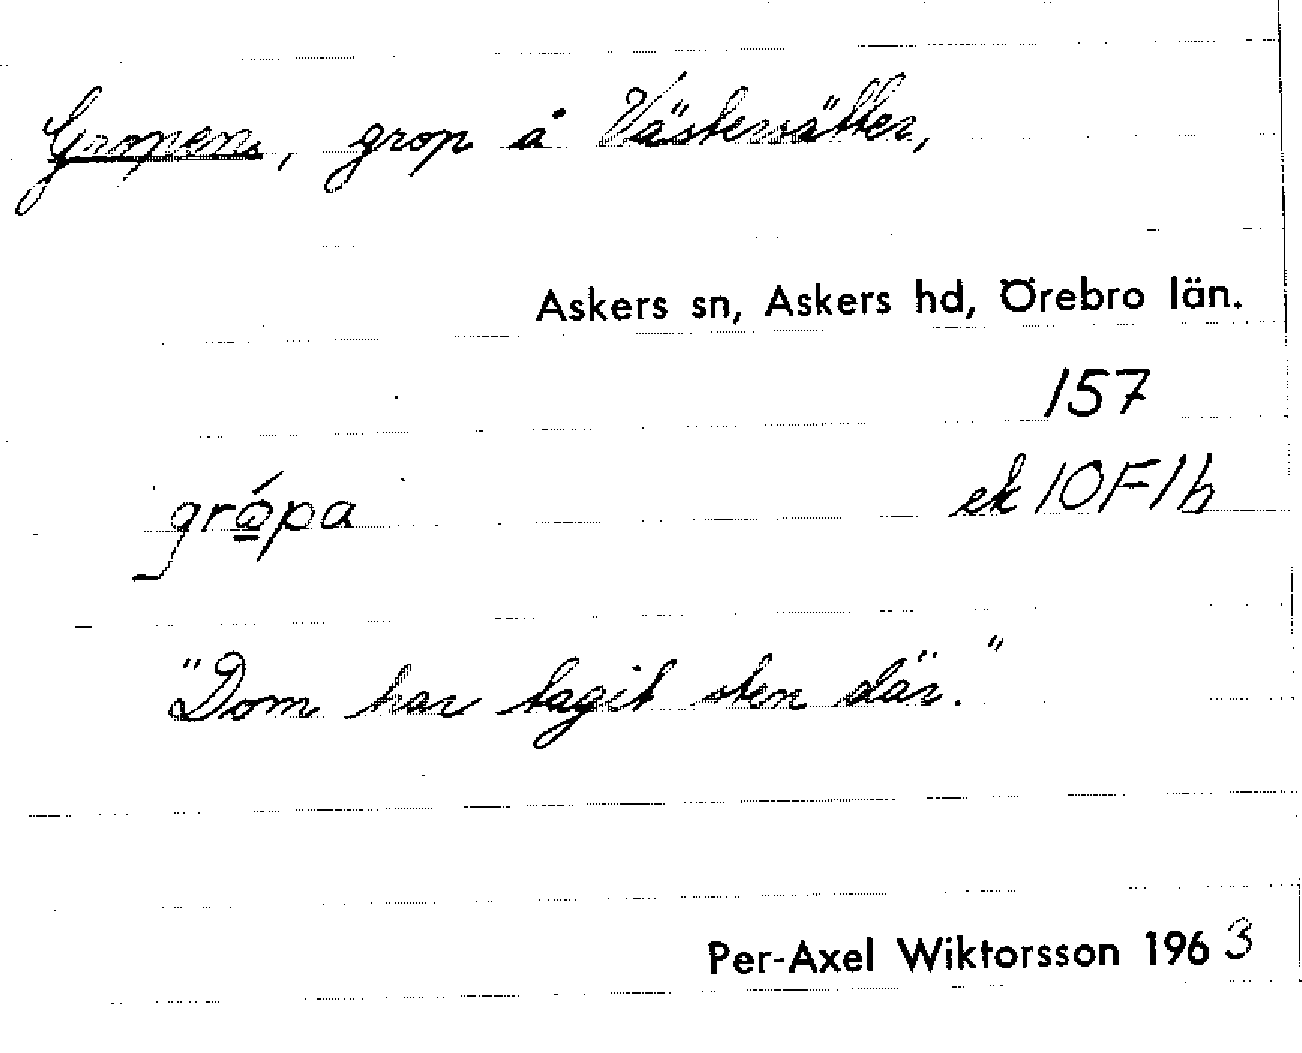 Gropen, grop å Västersätter,
Askers sn, Askers hd, Örebro län.
157
grópa ek 10F1h
"Dom har tagit sten där."
Per-Axel Wiktorsson 1963